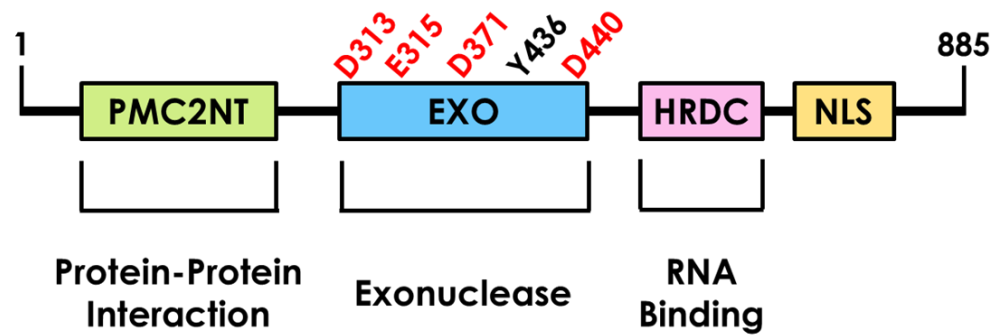 1
D313
E315
D371
Y436
D440
885
PMC2NT
EXO
HRDC
NLS
Protein-Protein
Interaction
Exonuclease
RNA
Binding